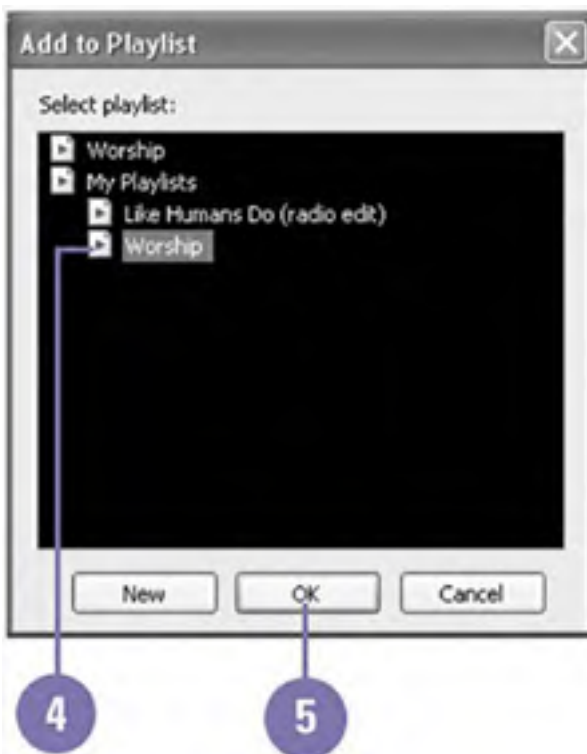 Add to Playlist
Select playlist:
Worship
My Playlists
Like Humans Do (radio edit)
Worship
New
OK
Cancel
4
5